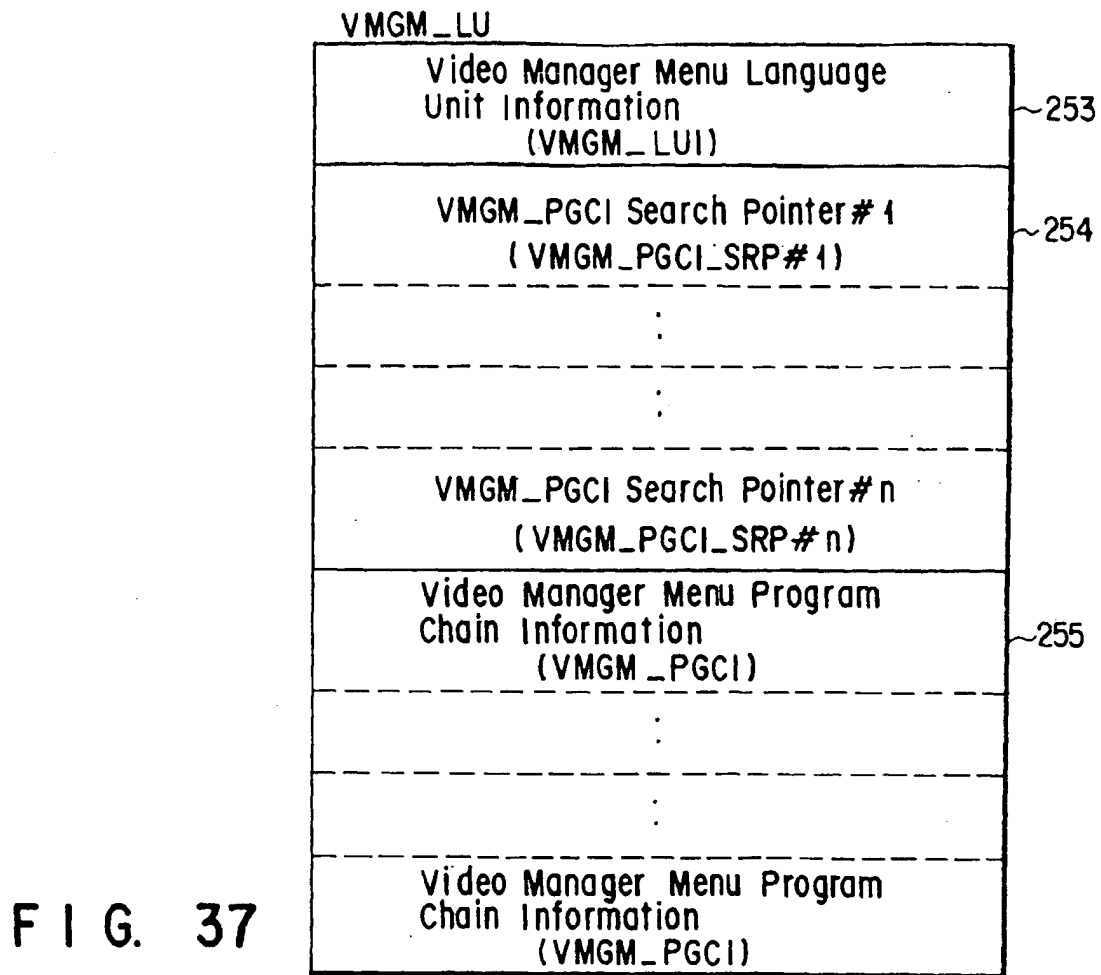 VMGM_LU
Video Manager Menu Language
Unit Information
(VMGM_LUI)
253
VMGM_PGCI Search Pointer#1
(VMGM_PGCI_SRP#1)
254
VMGM_PGCI Search Pointer#n
(VMGM_PGCI_SRP#n)
Video Manager Menu Program
Chain Information
(VMGM_PGCI)
255
Video Manager Menu Program
Chain Information
(VMGM_PGCI)
FIG. 37